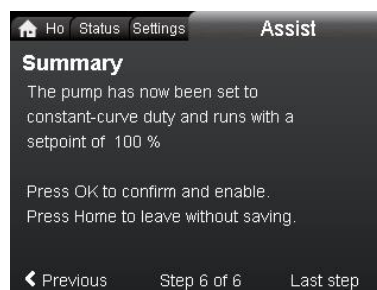 Ho Status Settings Assist
Summary
The pump has now been set to
constant-curve duty and runs with a
setpoint of 100 %
Press OK to confirm and enable.
Press Home to leave without saving.
Previous Step 6 of 6 Last step